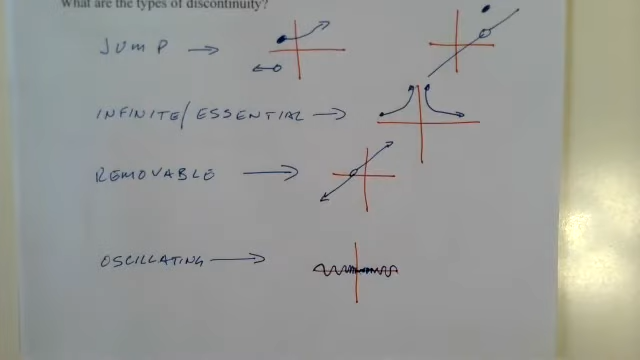 What are the types of discontinuity?
JUMP
INFINITE/ESSENTIAL
REMOVABLE
OSCILLATING